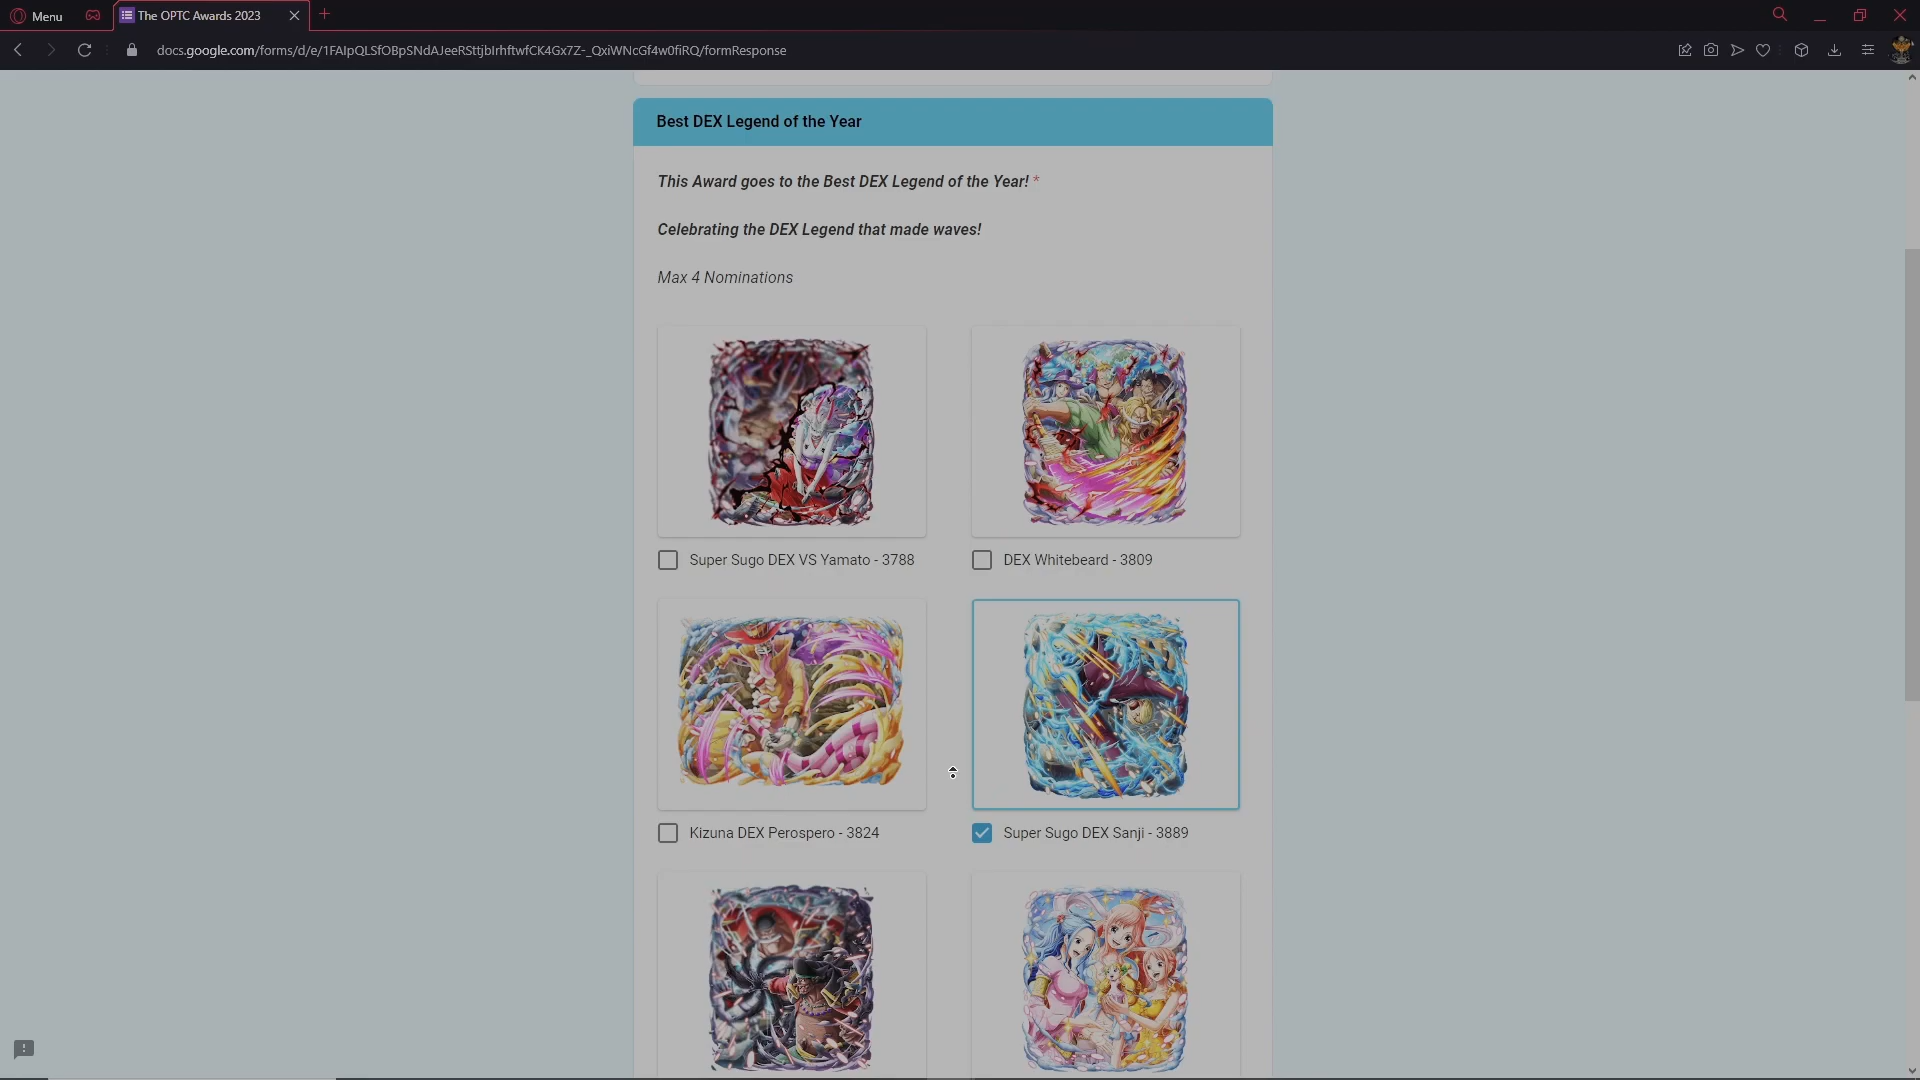 Menu
The OPTC Awards 2023
docs.google.com/forms/d/e/1FAIpQLSfOBpSNdAJeeRSttjbIrhftwfCK4Gx7Z-_QxiWNcGf4w0fiRQ/formResponse
Best DEX Legend of the Year
This Award goes to the Best DEX Legend of the Year! *
Celebrating the DEX Legend that made waves!
Max 4 Nominations
Super Sugo DEX VS Yamato - 3788
DEX Whitebeard - 3809
Kizuna DEX Perospero - 3824
Super Sugo DEX Sanji - 3889